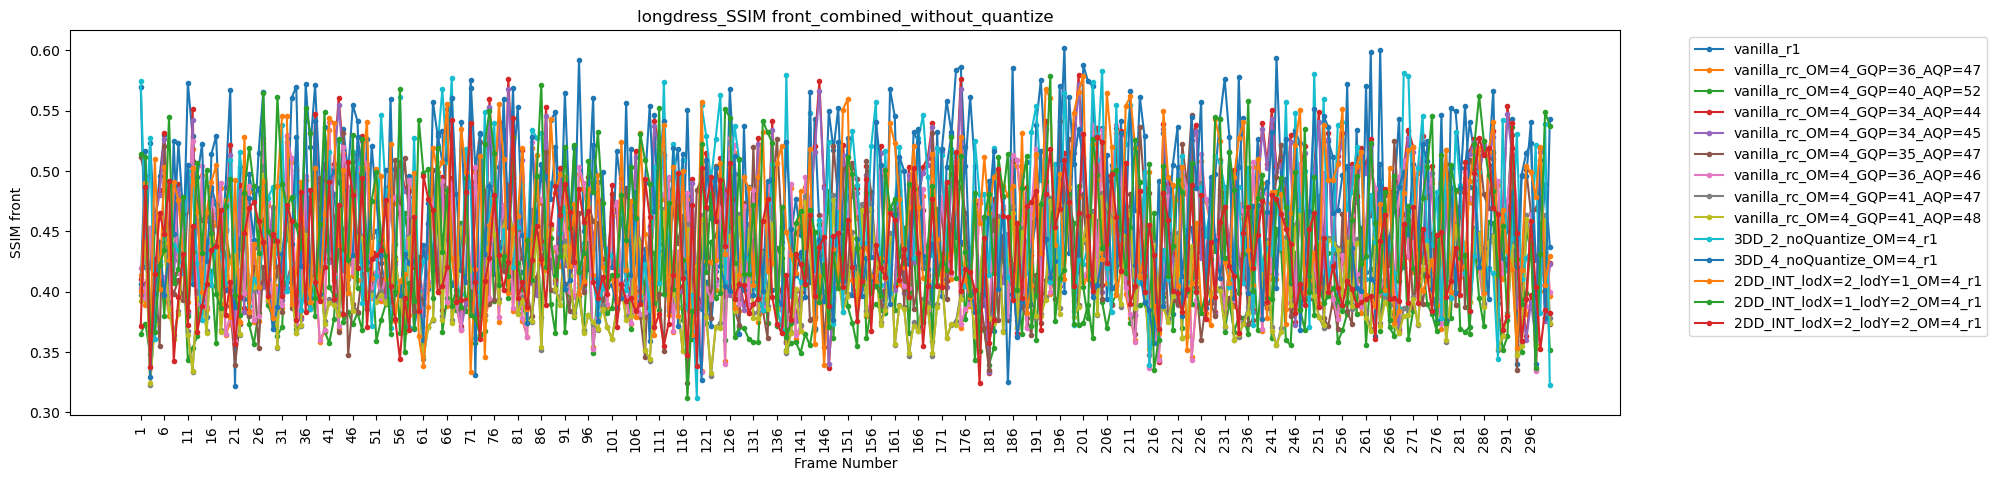 longdress_SSIM front_combined_without_quantize
SSIM front
0.60
0.55
0.50
0.45
0.40
0.35
0.30
1 6 11 16 21 26 31 36 41 46 51 56 61 66 71 76 81 86 91 96 101 106 111 116 121 126 131 136 141 146 151 156 161 166 171 176 181 186 191 196 201 206 211 216 221 226 231 236 241 246 251 256 261 266 271 276 281 286 291 296
Frame Number
vanilla_r1
vanilla_rc_OM=4_GQP=36_AQP=47
vanilla_rc_OM=4_GQP=40_AQP=52
vanilla_rc_OM=4_GQP=34_AQP=44
vanilla_rc_OM=4_GQP=34_AQP=45
vanilla_rc_OM=4_GQP=35_AQP=47
vanilla_rc_OM=4_GQP=36_AQP=46
vanilla_rc_OM=4_GQP=41_AQP=47
vanilla_rc_OM=4_GQP=41_AQP=48
3DD_2_noQuantize_OM=4_r1
3DD_4_noQuantize_OM=4_r1
2DD_INT_lodX=2_lodY=1_OM=4_r1
2DD_INT_lodX=1_lodY=2_OM=4_r1
2DD_INT_lodX=2_lodY=2_OM=4_r1